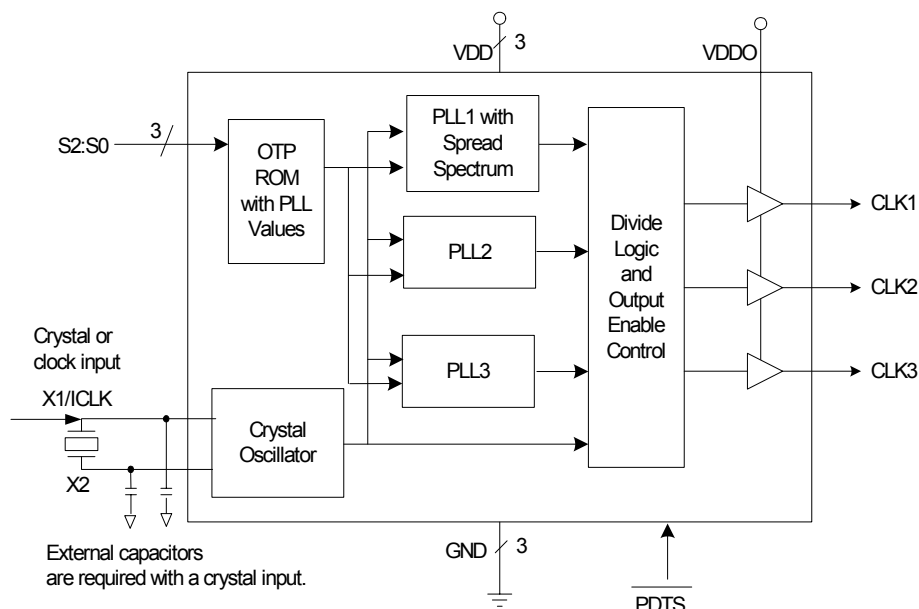 VDD
3
VDDO
S2:S0
3
OTP
ROM
with PLL
Values
PLL1 with
Spread
Spectrum
PLL2
PLL3
Divide
Logic
and
Output
Enable
Control
CLK1
CLK2
CLK3
Crystal or
clock input
X1/ICLK
X2
Crystal
Oscillator
External capacitors
are required with a crystal input.
GND
3
PDTS